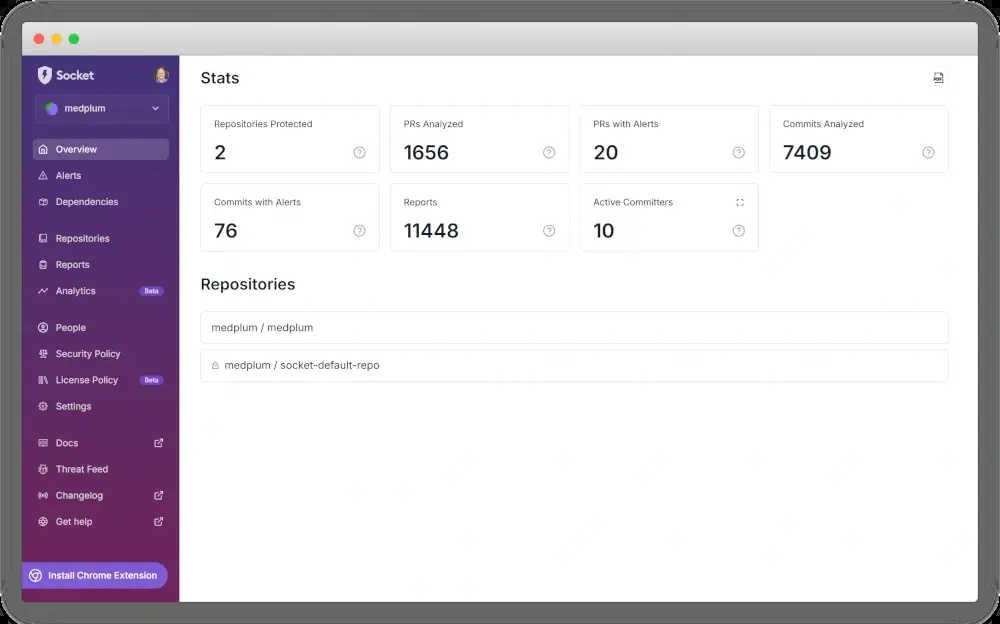 Socket
medplum
Overview
Alerts
Dependencies
Repositories
Reports
Analytics Beta
People
Security Policy
License Policy Beta
Settings
Docs
Threat Feed
Changelog
Get help
Install Chrome Extension
Stats
PDF
Repositories Protected
2
PRs Analyzed
1656
PRs with Alerts
20
Commits Analyzed
7409
Commits with Alerts
76
Reports
11448
Active Committers
10
Repositories
medplum / medplum
medplum / socket-default-repo